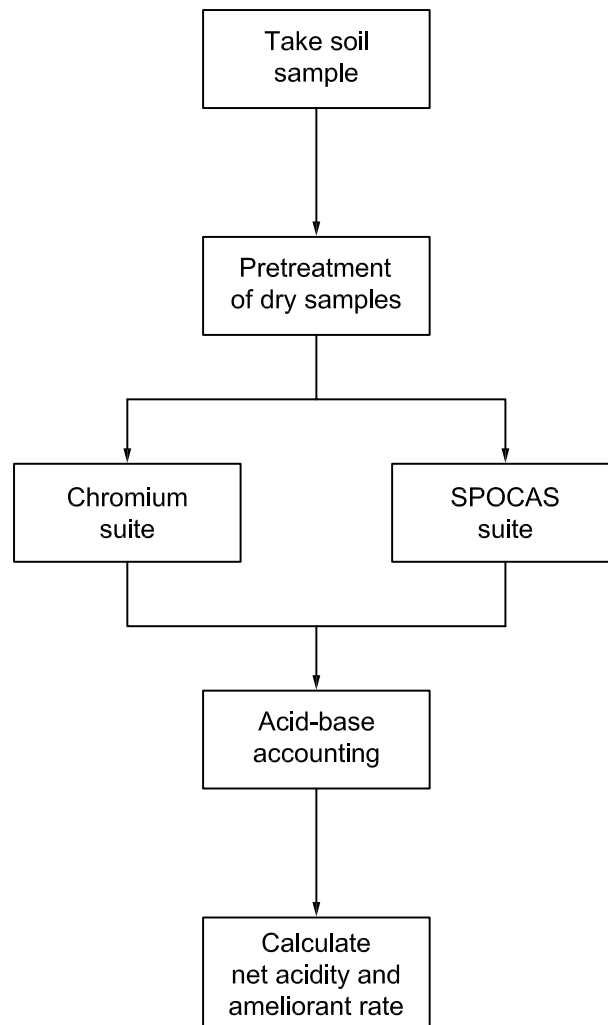 Take soil
sample
Pretreatment
of dry samples
Chromium
suite
SPOCAS
suite
Acid-base
accounting
Calculate
net acidity and
ameliorant rate